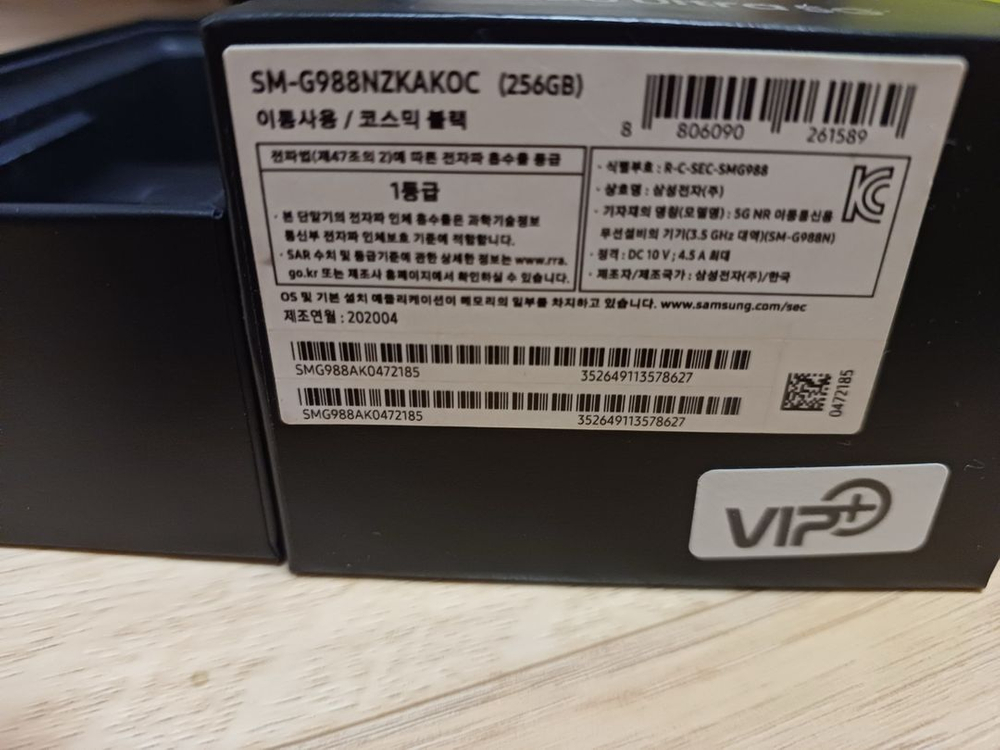 SM-G988NZKAKOC (256GB)
이통사용 / 코스믹 블랙
8 806090 261589
전파법(제47조의 2)에 따른 전자파 흡수율 등급
1등급
· 본 단말기의 전자파 인체 흡수율은 과학기술정보
통신부 전자파 인체보호 기준에 적합합니다.
· SAR 수치 및 등급기준에 관한 상세한 정보는 www.rra.
go.kr 또는 제조사 홈페이지에서 확인하실 수 있습니다.
· 식별부호 : R-C-SEC-SMG988
· 상호명 : 삼성전자(주)
· 기자재의 명칭(모델명) : 5G NR 이동통신용
무선설비의 기기(3.5 GHz 대역)(SM-G988N)
· 정격 : DC 10 V ; 4.5 A 최대
· 제조자/제조국가 : 삼성전자(주)/한국
OS 및 기본 설치 애플리케이션이 메모리의 일부를 차지하고 있습니다. www.samsung.com/sec
제조연월 : 202004
SMG988AK0472185 352649113578627
SMG988AK0472185 352649113578627
0472185
VIP+